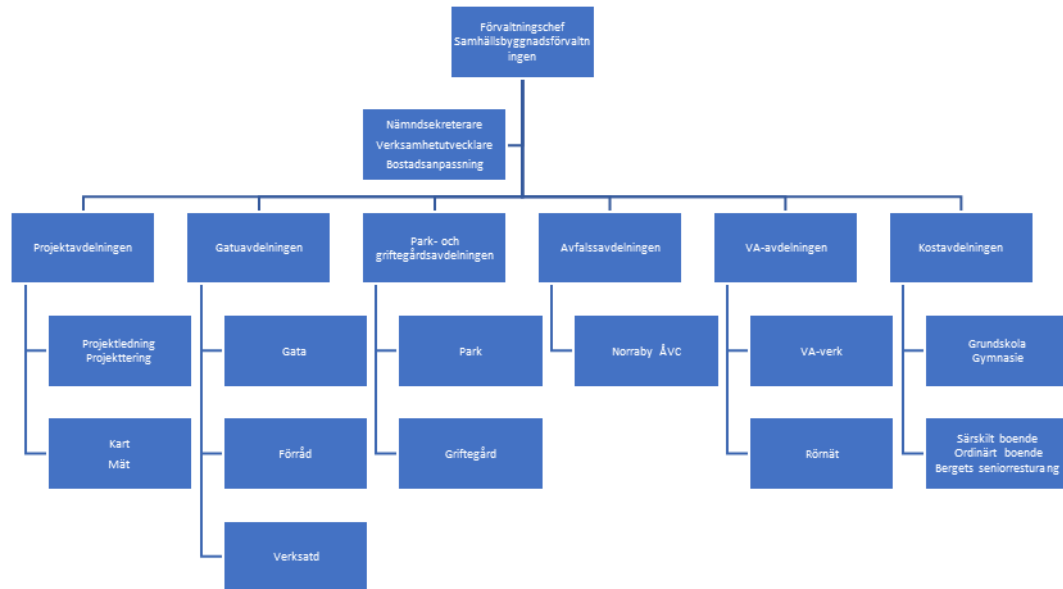 Förvaltningschef
Samhällsbyggnadsförvaltn
ingen
Nämndsekreterare
Verksamhetutvecklare
Bostadsanpassning
Projektavdelningen
Gatuavdelningen
Park- och
griftegårdsavdelningen
Avfalssavdelningen
VA-avdelningen
Kostavdelningen
Projektledning
Projekttering
Gata
Park
Norraby ÅVC
VA-verk
Grundskola
Gymnasie
Kart
Mät
Förråd
Griftegård
Rörnät
Särskilt boende
Ordinärt boende
Bergets seniorresturang
Verksatd